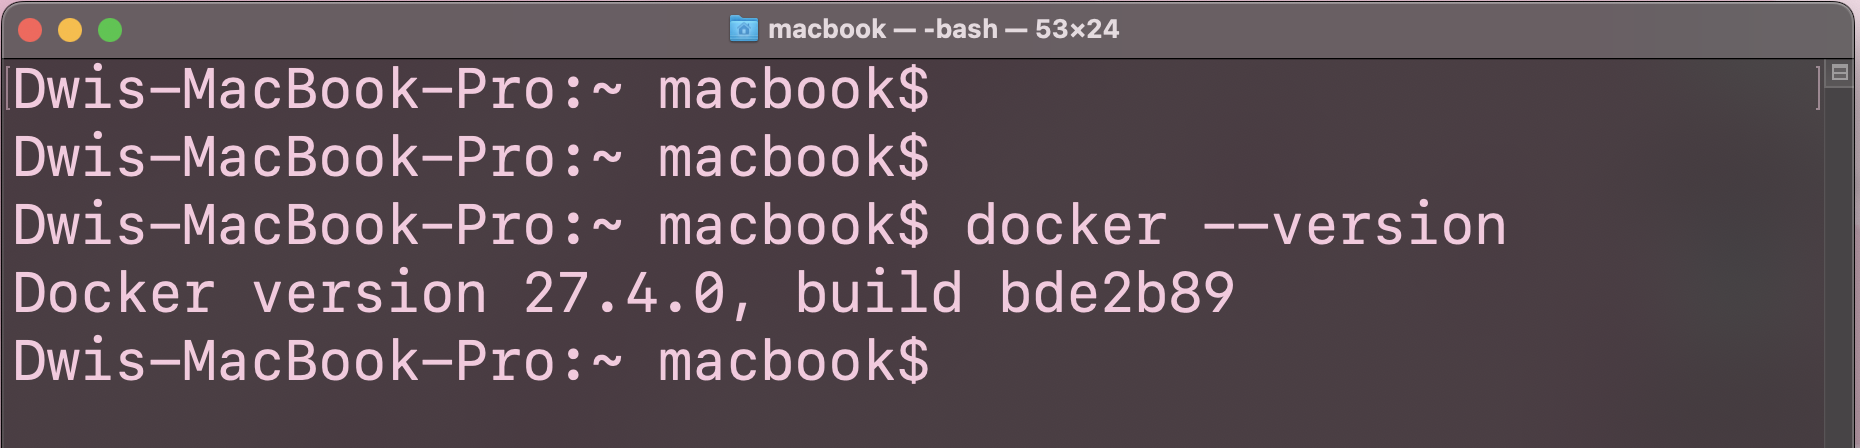 macbook — -bash — 53×24
Dwis-MacBook-Pro:~ macbook$
Dwis-MacBook-Pro:~ macbook$
Dwis-MacBook-Pro:~ macbook$ docker --version
Docker version 27.4.0, build bde2b89
Dwis-MacBook-Pro:~ macbook$